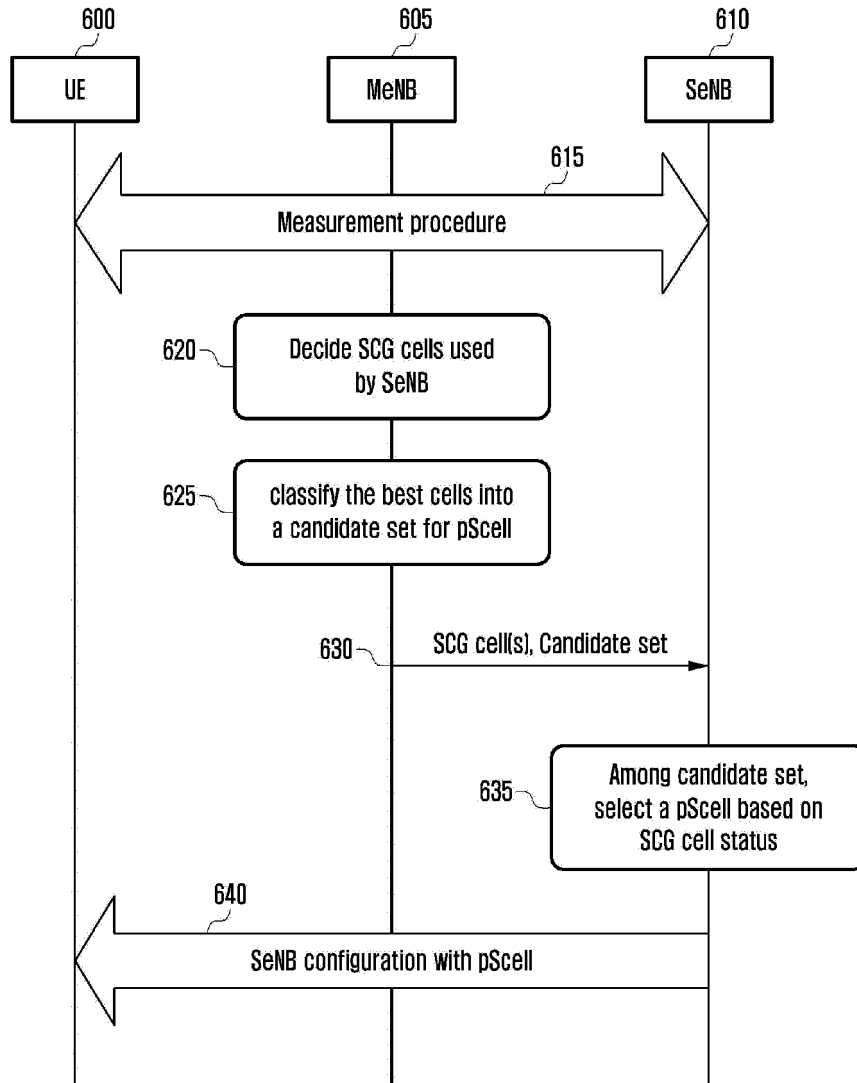 600
605
610
UE
MeNB
SeNB
615
Measurement procedure
620
Decide SCG cells used
by SeNB
625
classify the best cells into
a candidate set for pScell
630
SCG cell(s), Candidate set
635
Among candidate set,
select a pScell based on
SCG cell status
640
SeNB configuration with pScell